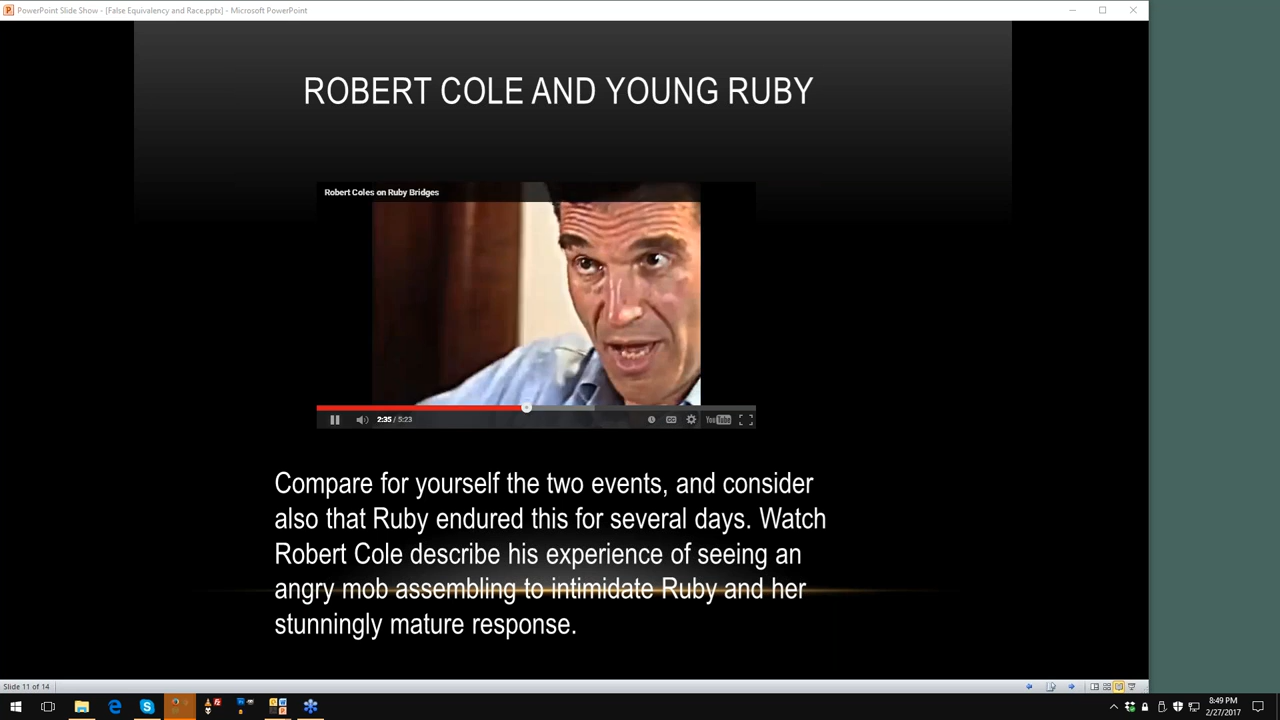 PowerPoint Slide Show - [False Equivalency and Race.pptx] - Microsoft PowerPoint
ROBERT COLE AND YOUNG RUBY
Robert Coles on Ruby Bridges
2:35 / 5:23
CC
YouTube
Compare for yourself the two events, and consider
also that Ruby endured this for several days. Watch
Robert Cole describe his experience of seeing an
angry mob assembling to intimidate Ruby and her
stunningly mature response.
Slide 11 of 14
8:49 PM
2/27/2017